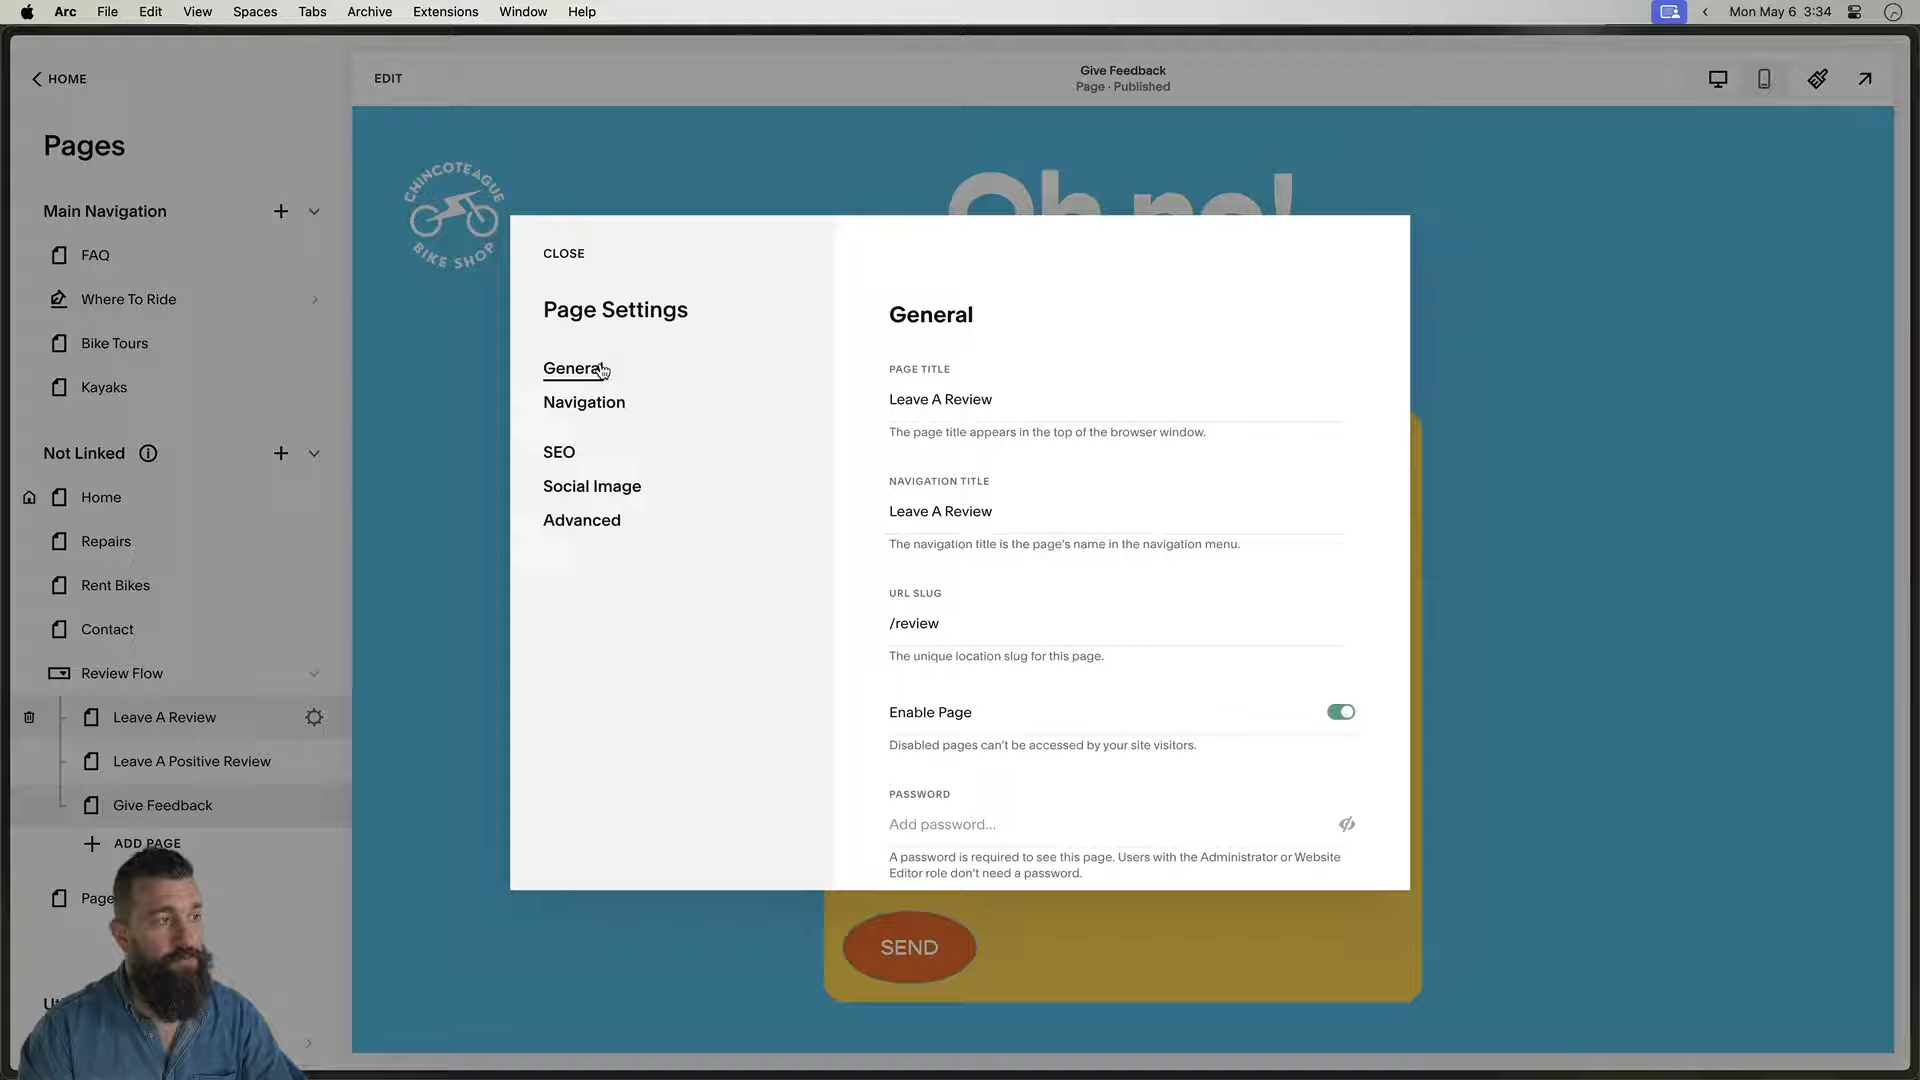 Arc File Edit View Spaces Tabs Archive Extensions Window Help Mon May 6 3:34
HOME
EDIT
Give Feedback
Page · Published
Pages
Main Navigation
FAQ
Where To Ride
Bike Tours
Kayaks
Not Linked
Home
Repairs
Rent Bikes
Contact
Review Flow
Leave A Review
Leave A Positive Review
Give Feedback
ADD PAGE
Page
CHINCOTEAGUE
BIKE SHOP
Oh no!
CLOSE
Page Settings
General
Navigation
SEO
Social Image
Advanced
General
PAGE TITLE
Leave A Review
The page title appears in the top of the browser window.
NAVIGATION TITLE
Leave A Review
The navigation title is the page's name in the navigation menu.
URL SLUG
/review
The unique location slug for this page.
Enable Page
Disabled pages can't be accessed by your site visitors.
PASSWORD
Add password...
A password is required to see this page. Users with the Administrator or Website
Editor role don't need a password.
SEND